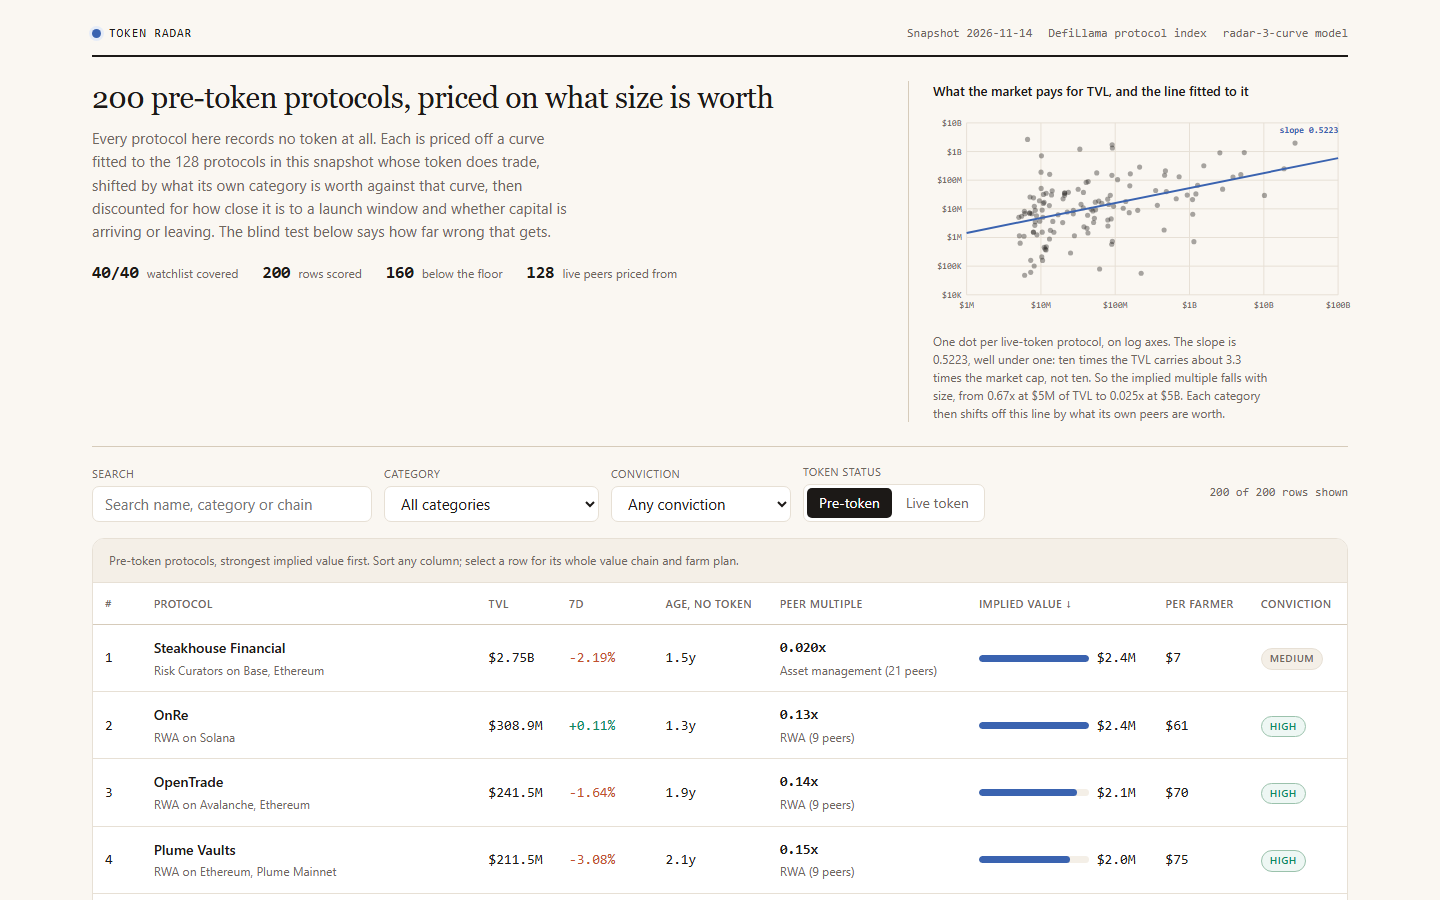 TOKEN RADAR
Snapshot 2026-11-14 DefiLlama protocol index radar-3-curve model
200 pre-token protocols, priced on what size is worth
Every protocol here records no token at all. Each is priced off a curve
fitted to the 128 protocols in this snapshot whose token does trade,
shifted by what its own category is worth against that curve, then
discounted for how close it is to a launch window and whether capital is
arriving or leaving. The blind test below says how far wrong that gets.
40/40 watchlist covered 200 rows scored 160 below the floor 128 live peers priced from
What the market pays for TVL, and the line fitted to it
$10B
slope 0.5223
$1B
$100M
$10M
$1M
$100K
$10K
$1M $10M $100M $1B $10B $100B
One dot per live-token protocol, on log axes. The slope is
0.5223, well under one: ten times the TVL carries about 3.3
times the market cap, not ten. So the implied multiple falls with
size, from 0.67x at $5M of TVL to 0.025x at $5B. Each category
then shifts off this line by what its own peers are worth.
SEARCH CATEGORY CONVICTION TOKEN STATUS
Search name, category or chain All categories Any conviction Pre-token Live token
200 of 200 rows shown
Pre-token protocols, strongest implied value first. Sort any column; select a row for its whole value chain and farm plan.
# PROTOCOL TVL 7D AGE, NO TOKEN PEER MULTIPLE IMPLIED VALUE ↓ PER FARMER CONVICTION
1 Steakhouse Financial $2.75B -2.19% 1.5y 0.020x $2.4M $7 MEDIUM
Risk Curators on Base, Ethereum Asset management (21 peers)
2 OnRe $308.9M +0.11% 1.3y 0.13x $2.4M $61 HIGH
RWA on Solana RWA (9 peers)
3 OpenTrade $241.5M -1.64% 1.9y 0.14x $2.1M $70 HIGH
RWA on Avalanche, Ethereum RWA (9 peers)
4 Plume Vaults $211.5M -3.08% 2.1y 0.15x $2.0M $75 HIGH
RWA on Ethereum, Plume Mainnet RWA (9 peers)